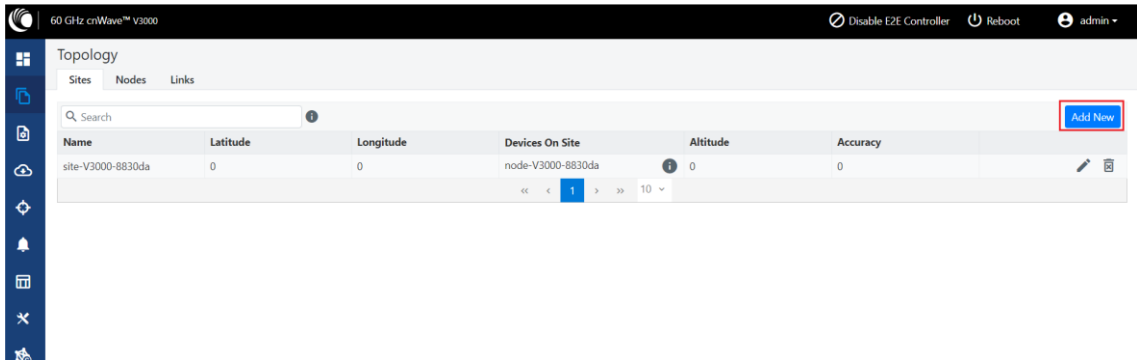 60 GHz cnWave™ V3000 Disable E2E Controller Reboot admin
Topology
Sites Nodes Links
Search Add New
Name Latitude Longitude Devices On Site Altitude Accuracy
site-V3000-8830da 0 0 node-V3000-8830da 0 0
« ‹ 1 › » 10